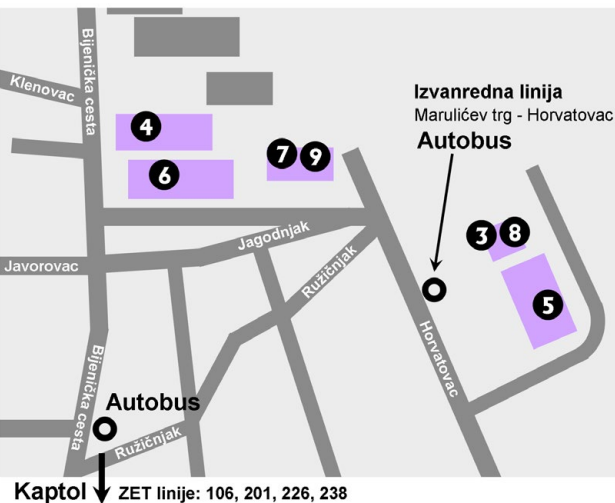 Bijenička cesta
Klenovac
4
6
7
9
Izvanredna linija
Marulićev trg - Horvatovac
Autobus
3
8
5
Jagodnjak
Ružičnjak
Javorovac
Horvatovac
Bijenička cesta
Autobus
Ružičnjak
Kaptol
ZET linije: 106, 201, 226, 238